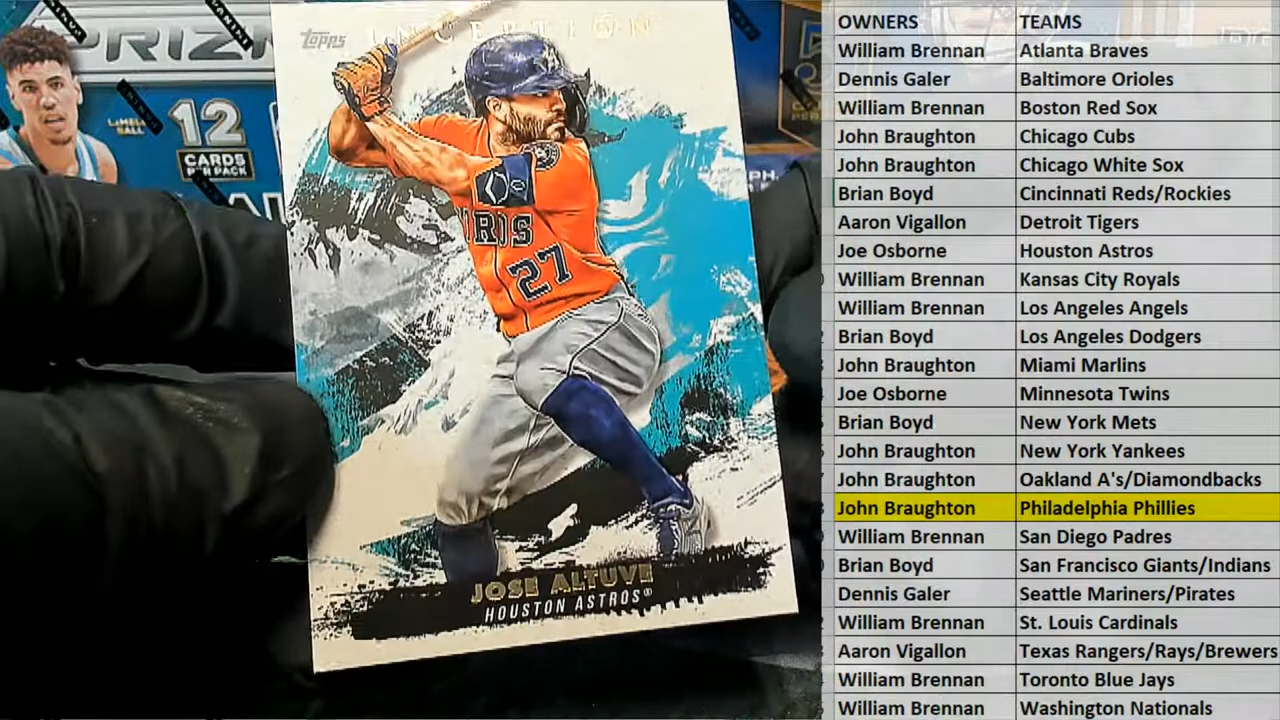 PRIZM
PANINI
LaMELO
BALL
12
CARDS
PER PACK
Topps
INCEPTION
27
JOSE ALTUVE
HOUSTON ASTROS®
OWNERS TEAMS
William Brennan Atlanta Braves
Dennis Galer Baltimore Orioles
William Brennan Boston Red Sox
John Braughton Chicago Cubs
John Braughton Chicago White Sox
Brian Boyd Cincinnati Reds/Rockies
Aaron Vigallon Detroit Tigers
Joe Osborne Houston Astros
William Brennan Kansas City Royals
William Brennan Los Angeles Angels
Brian Boyd Los Angeles Dodgers
John Braughton Miami Marlins
Joe Osborne Minnesota Twins
Brian Boyd New York Mets
John Braughton New York Yankees
John Braughton Oakland A's/Diamondbacks
John Braughton Philadelphia Phillies
William Brennan San Diego Padres
Brian Boyd San Francisco Giants/Indians
Dennis Galer Seattle Mariners/Pirates
William Brennan St. Louis Cardinals
Aaron Vigallon Texas Rangers/Rays/Brewers
William Brennan Toronto Blue Jays
William Brennan Washington Nationals